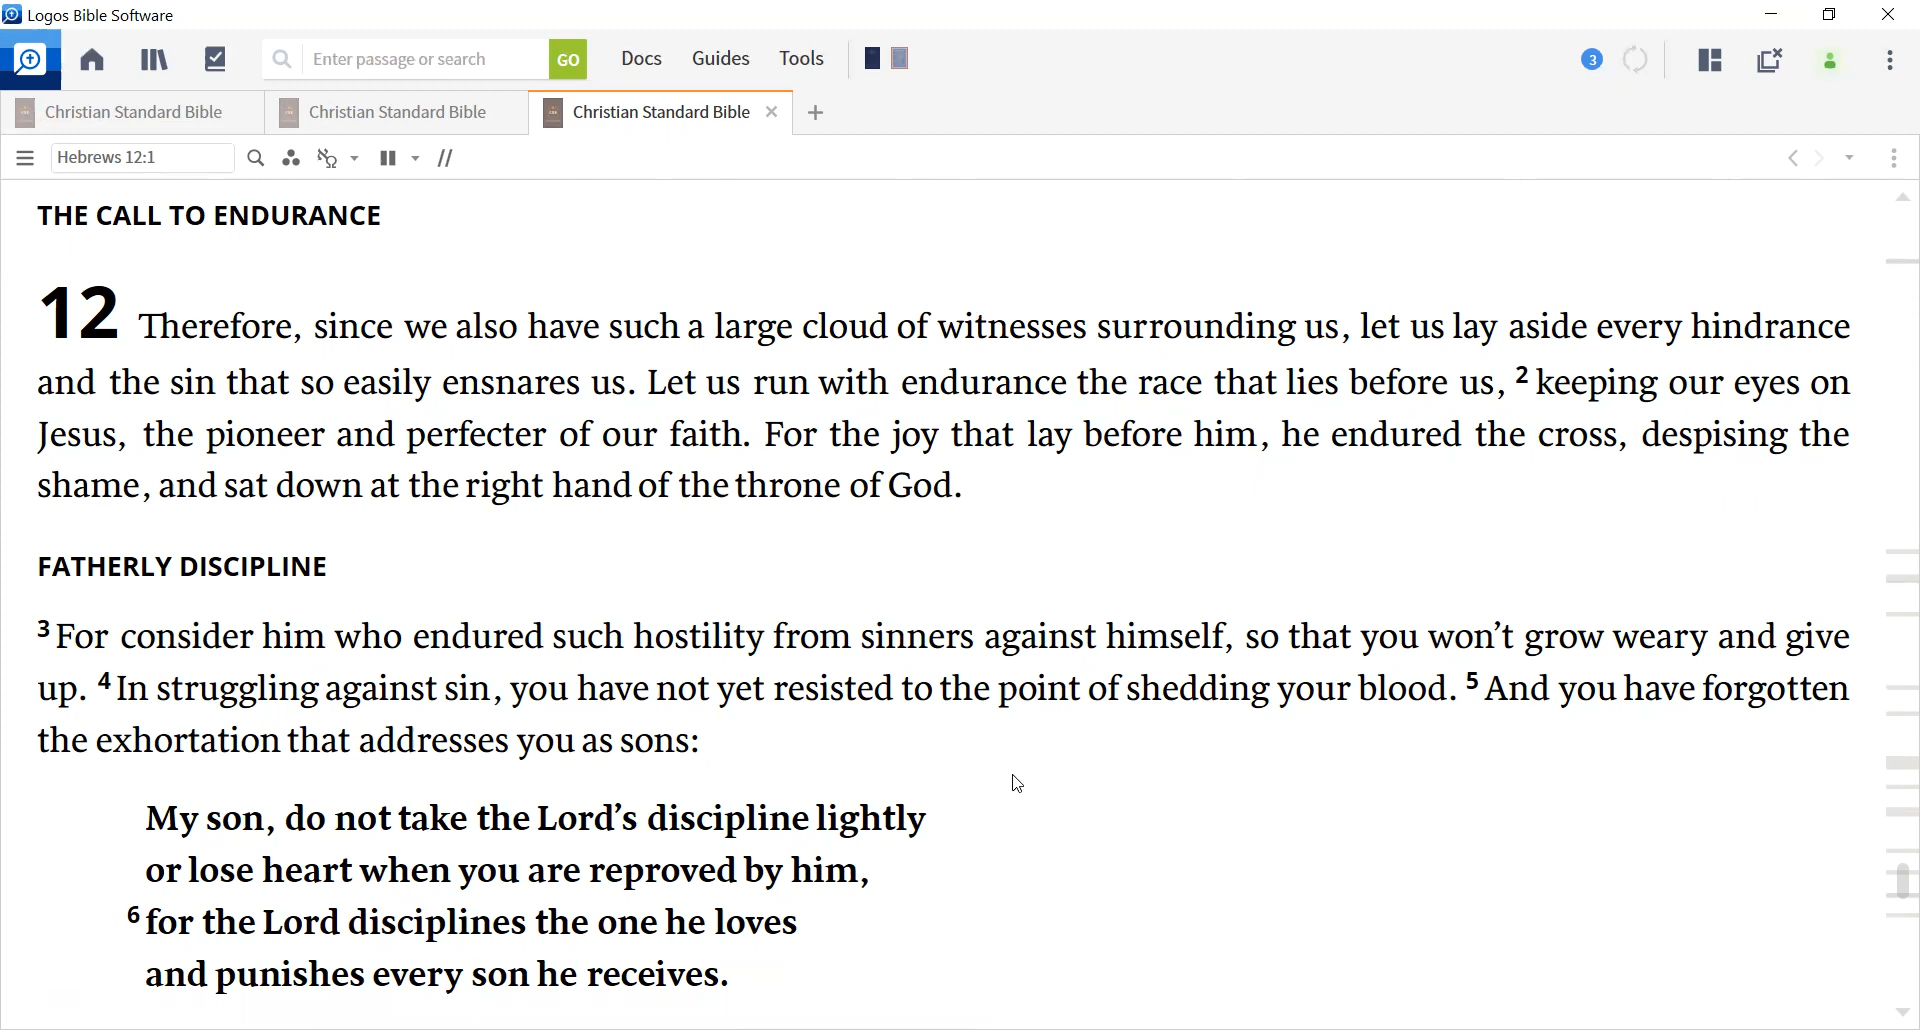 Logos Bible Software
Enter passage or search
GO
Docs
Guides
Tools
3
Christian Standard Bible
Christian Standard Bible
Christian Standard Bible
Hebrews 12:1
THE CALL TO ENDURANCE
12 Therefore, since we also have such a large cloud of witnesses surrounding us, let us lay aside every hindrance
and the sin that so easily ensnares us. Let us run with endurance the race that lies before us, 2 keeping our eyes on
Jesus, the pioneer and perfecter of our faith. For the joy that lay before him, he endured the cross, despising the
shame, and sat down at the right hand of the throne of God.
FATHERLY DISCIPLINE
3 For consider him who endured such hostility from sinners against himself, so that you won’t grow weary and give
up. 4 In struggling against sin, you have not yet resisted to the point of shedding your blood. 5 And you have forgotten
the exhortation that addresses you as sons:
My son, do not take the Lord’s discipline lightly
or lose heart when you are reproved by him,
6 for the Lord disciplines the one he loves
and punishes every son he receives.